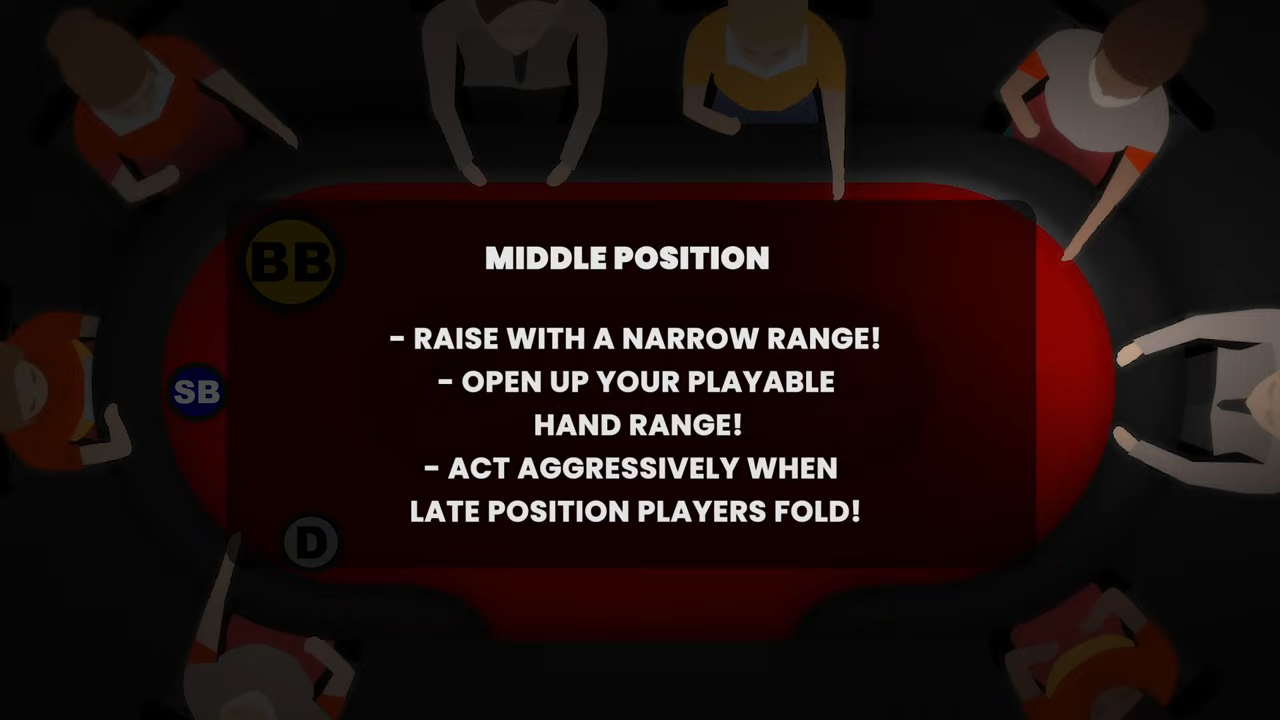 BB
MIDDLE POSITION
- RAISE WITH A NARROW RANGE!
- OPEN UP YOUR PLAYABLE
HAND RANGE!
SB
- ACT AGGRESSIVELY WHEN
LATE POSITION PLAYERS FOLD!
D